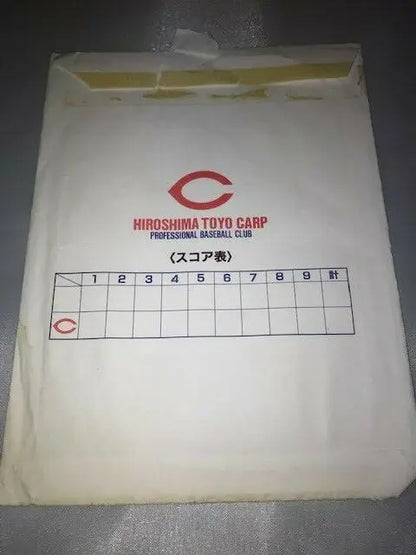 C
HIROSHIMA TOYO CARP
PROFESSIONAL BASEBALL CLUB
〈スコア表〉
1 2 3 4 5 6 7 8 9 計
C